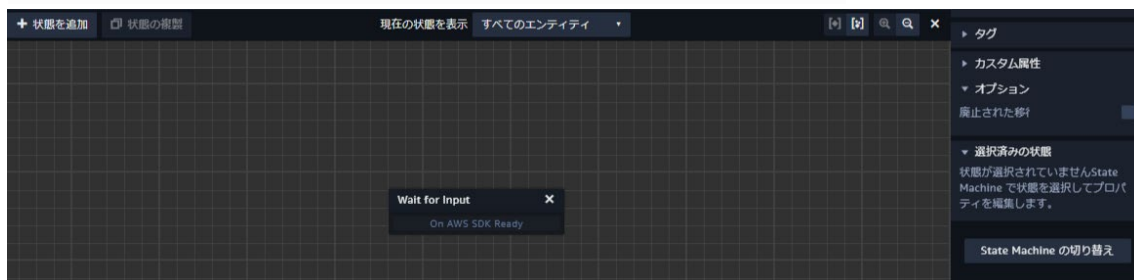 + 状態を追加
状態の複製
現在の状態を表示 すべてのエンティティ
タグ
カスタム属性
オプション
廃止された移行
選択済みの状態
状態が選択されていませんState
Machine で状態を選択してプロパ
ティを編集します。
State Machine の切り替え
Wait for Input
On AWS SDK Ready